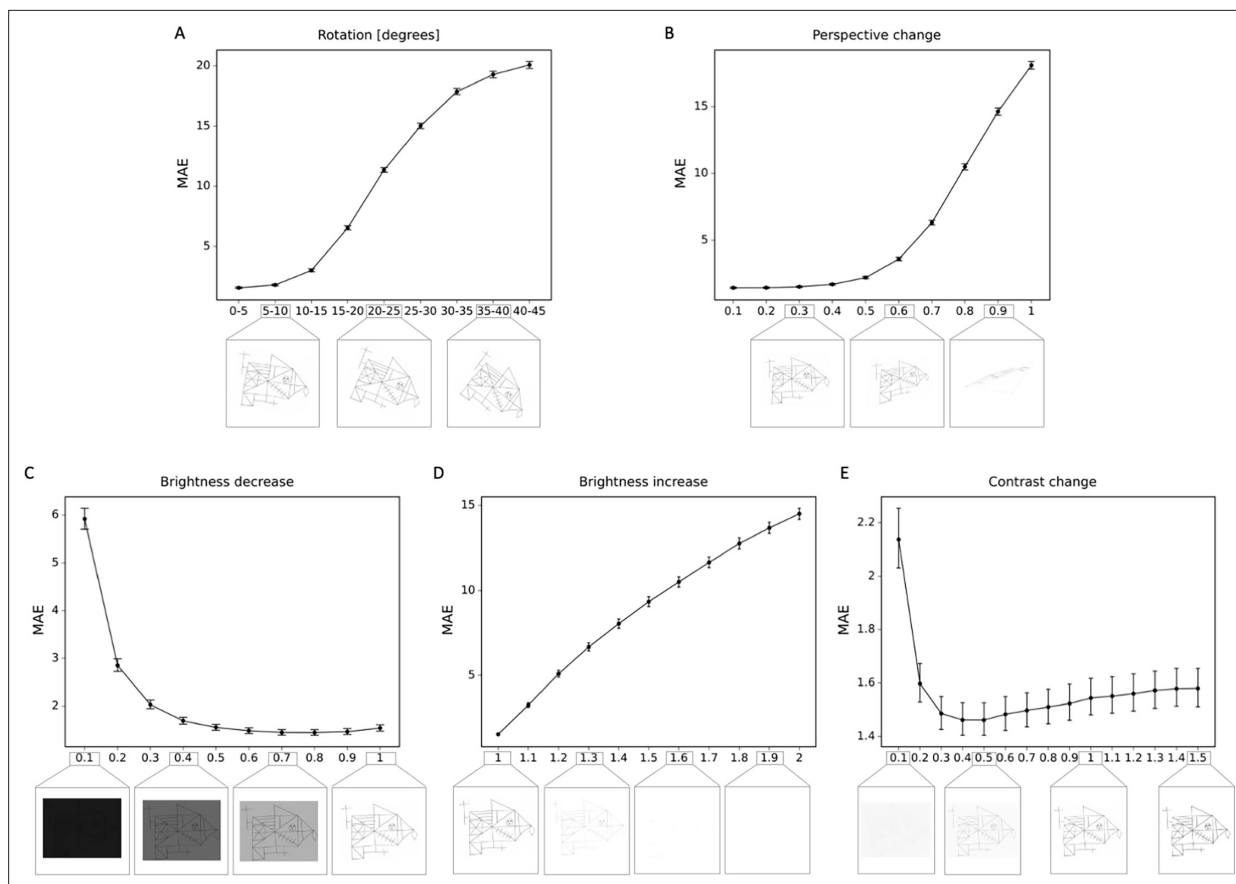 A
Rotation [degrees]
MAE
20
15
10
5
0-5 5-10 10-15 15-20 20-25 25-30 30-35 35-40 40-45
B
Perspective change
MAE
15
10
5
0.1 0.2 0.3 0.4 0.5 0.6 0.7 0.8 0.9 1
C
Brightness decrease
MAE
6
5
4
3
2
0.1 0.2 0.3 0.4 0.5 0.6 0.7 0.8 0.9 1
D
Brightness increase
MAE
15
10
5
1 1.1 1.2 1.3 1.4 1.5 1.6 1.7 1.8 1.9 2
E
Contrast change
MAE
2.2
2
1.8
1.6
1.4
0.1 0.2 0.3 0.4 0.5 0.6 0.7 0.8 0.9 1 1.1 1.2 1.3 1.4 1.5